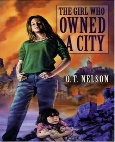 THE GIRL WHO
OWNED A CITY
O.T. NELSON